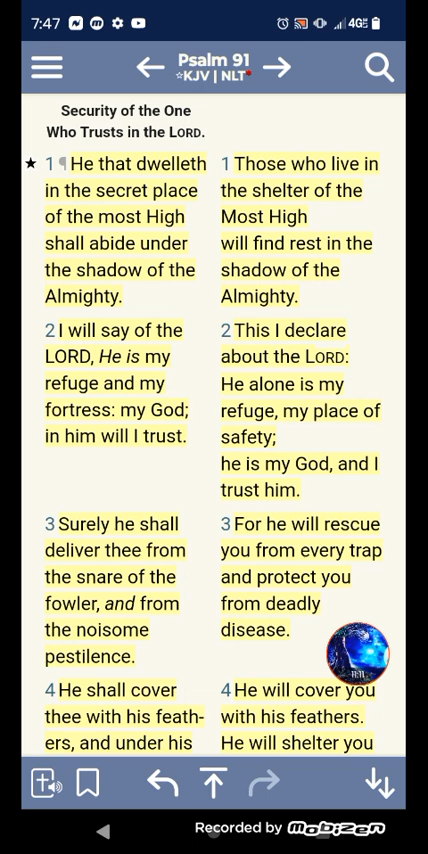 7:47
4GE
Psalm 91
☆KJV | NLT
Security of the One
Who Trusts in the LORD.
★ 1 ¶ He that dwelleth
in the secret place
of the most High
shall abide under
the shadow of the
Almighty.
2 I will say of the
LORD, He is my
refuge and my
fortress: my God;
in him will I trust.
3 Surely he shall
deliver thee from
the snare of the
fowler, and from
the noisome
pestilence.
4 He shall cover
thee with his feath-
ers, and under his
1 Those who live in
the shelter of the
Most High
will find rest in the
shadow of the
Almighty.
2 This I declare
about the LORD:
He alone is my
refuge, my place of
safety;
he is my God, and I
trust him.
3 For he will rescue
you from every trap
and protect you
from deadly
disease.
4 He will cover you
with his feathers.
He will shelter you
11:11
Recorded by MOBIZEN